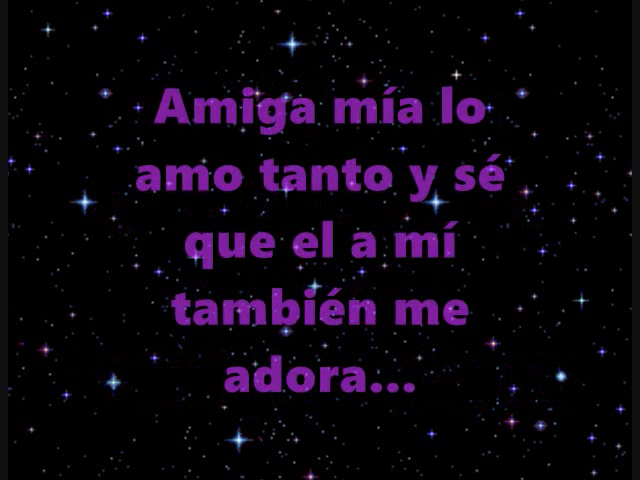 Amiga mía lo
amo tanto y sé
que el a mí
también me
adora...